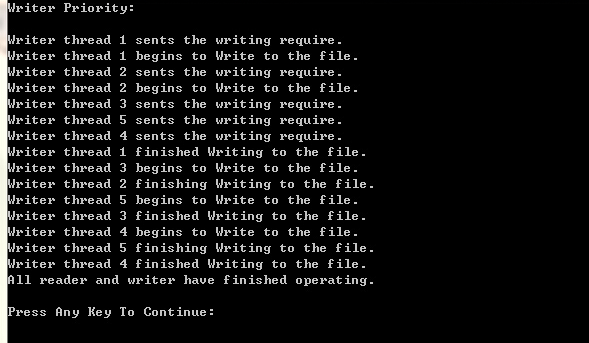 Writer Priority:
Writer thread 1 sents the writing require.
Writer thread 1 begins to Write to the file.
Writer thread 2 sents the writing require.
Writer thread 2 begins to Write to the file.
Writer thread 3 sents the writing require.
Writer thread 5 sents the writing require.
Writer thread 4 sents the writing require.
Writer thread 1 finished Writing to the file.
Writer thread 3 begins to Write to the file.
Writer thread 2 finishing Writing to the file.
Writer thread 5 begins to Write to the file.
Writer thread 3 finished Writing to the file.
Writer thread 4 begins to Write to the file.
Writer thread 5 finishing Writing to the file.
Writer thread 4 finished Writing to the file.
All reader and writer have finished operating.
Press Any Key To Continue: